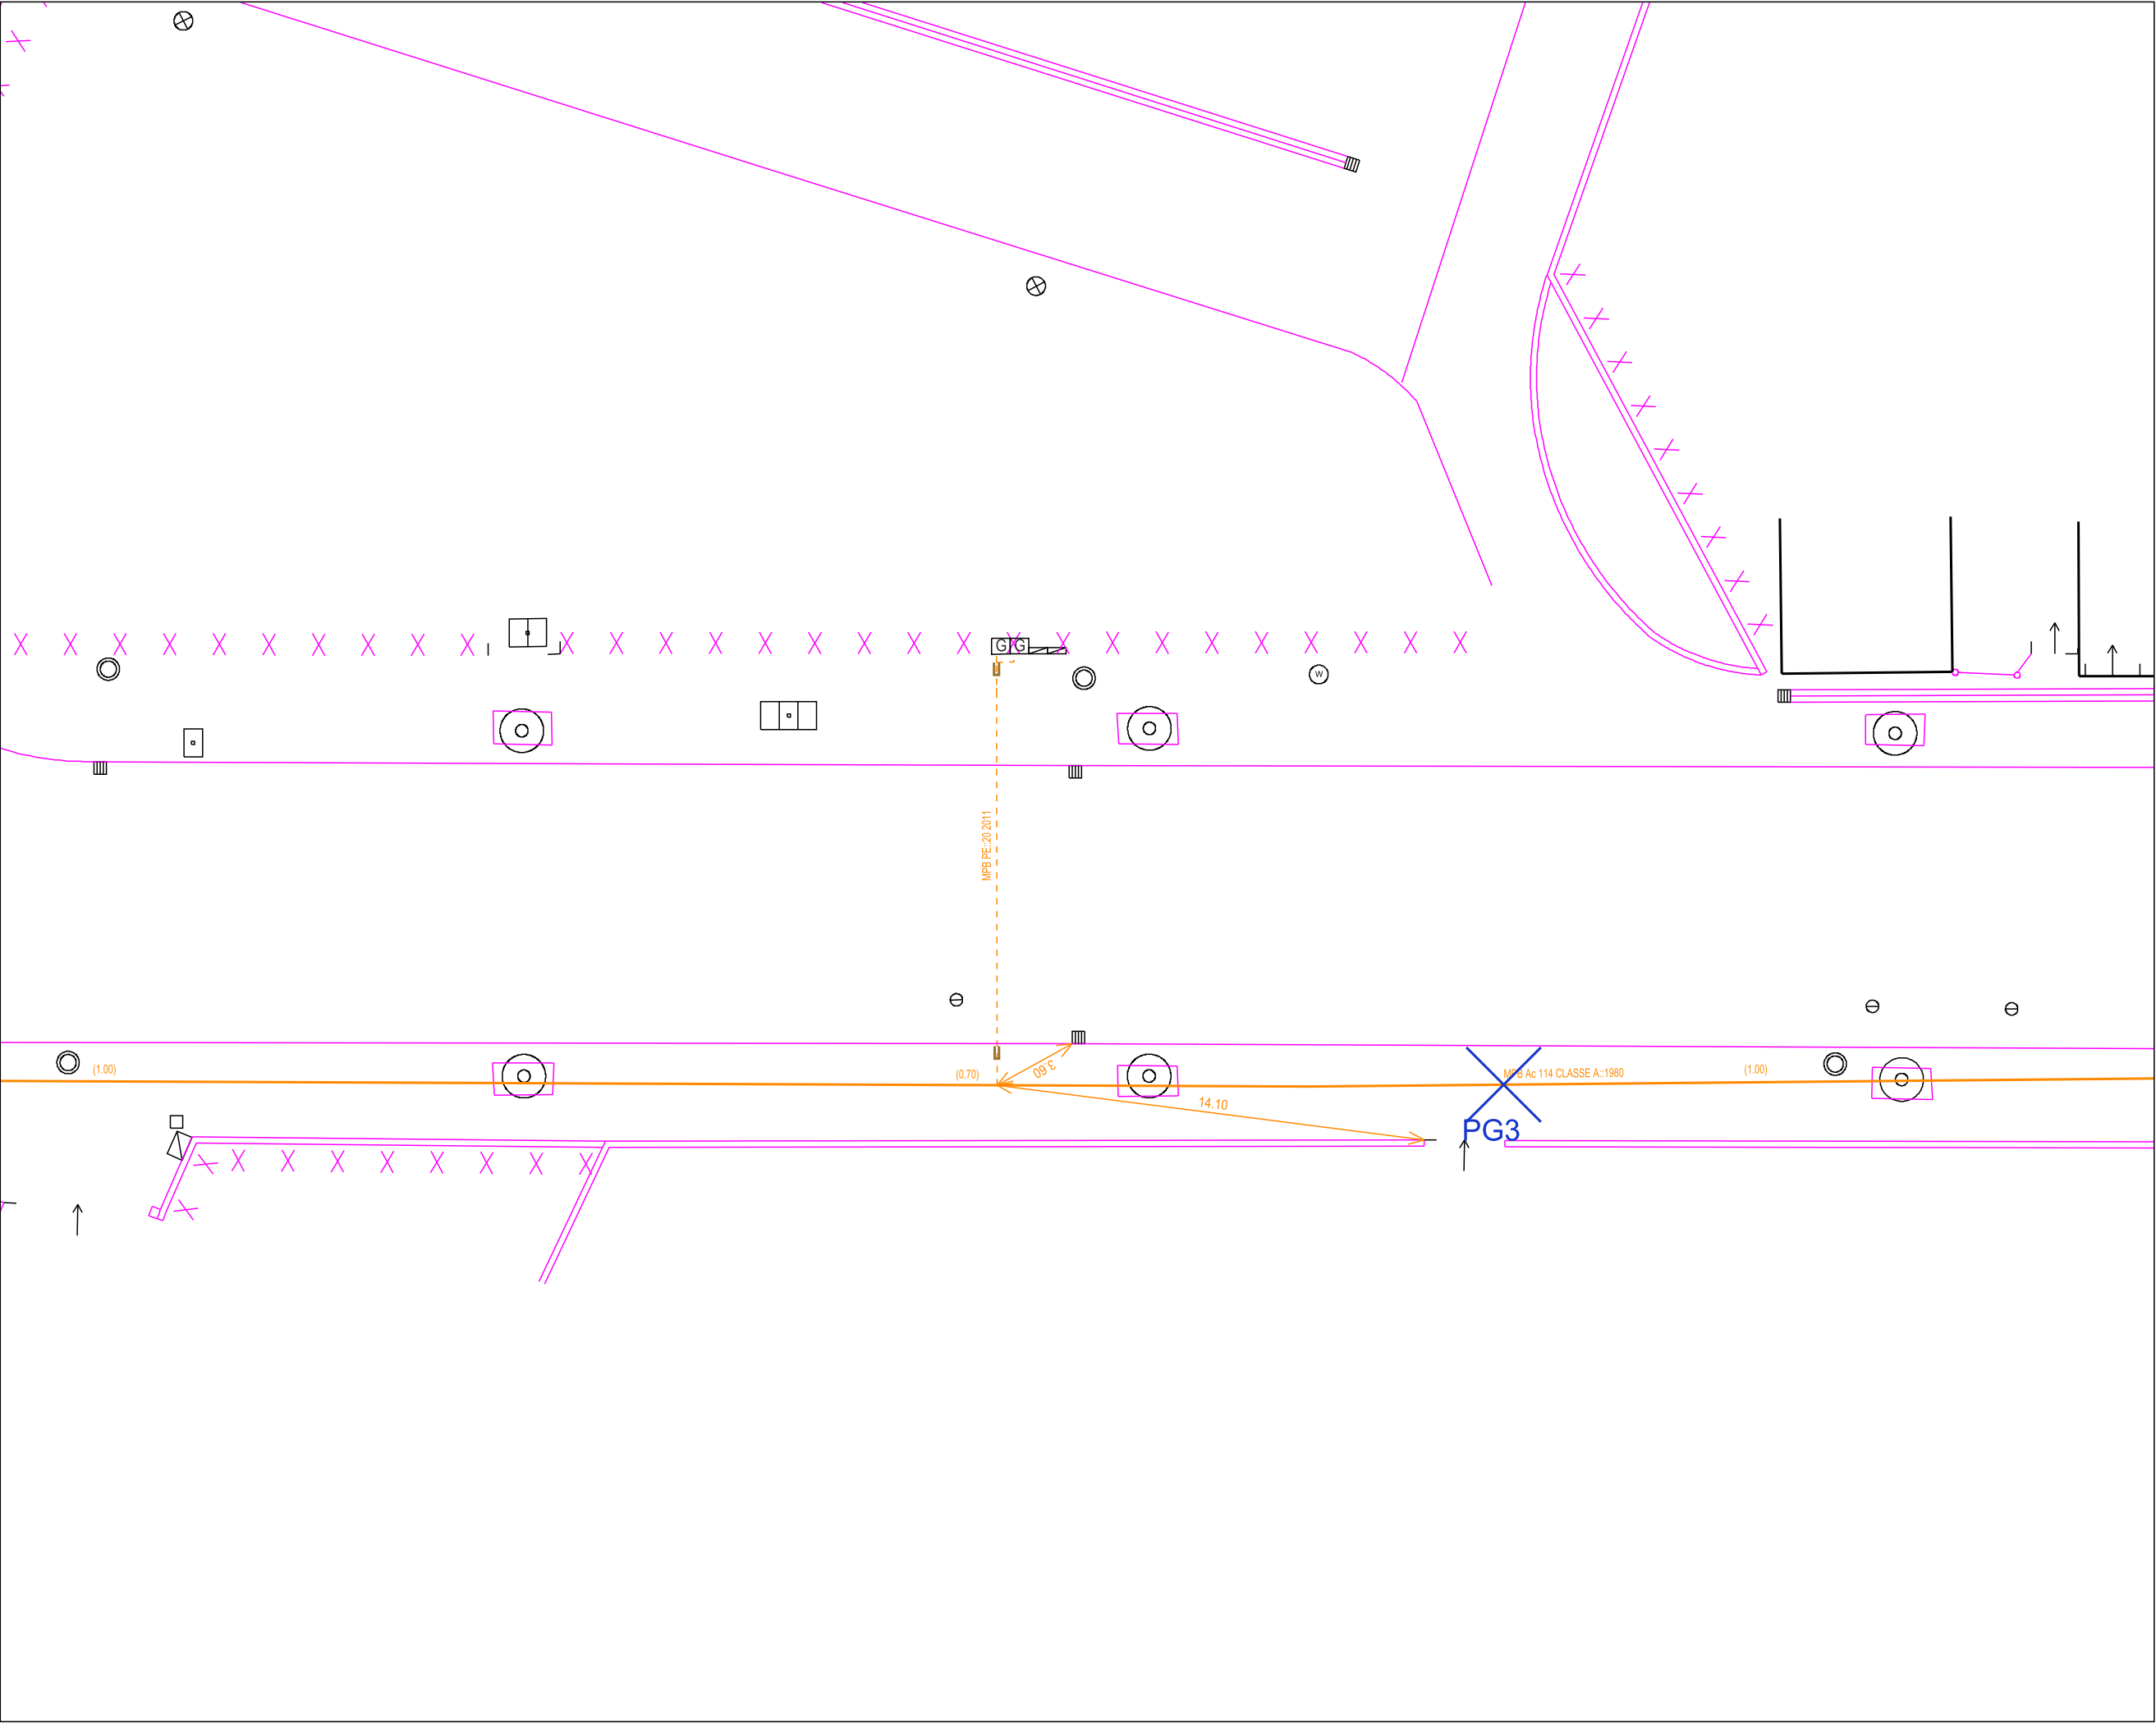 G G
W
MPB PE::20 2011
3.60
(1.00)
(0.70)
MPB Ac 114 CLASSE A::1980
(1.00)
14.10
PG3